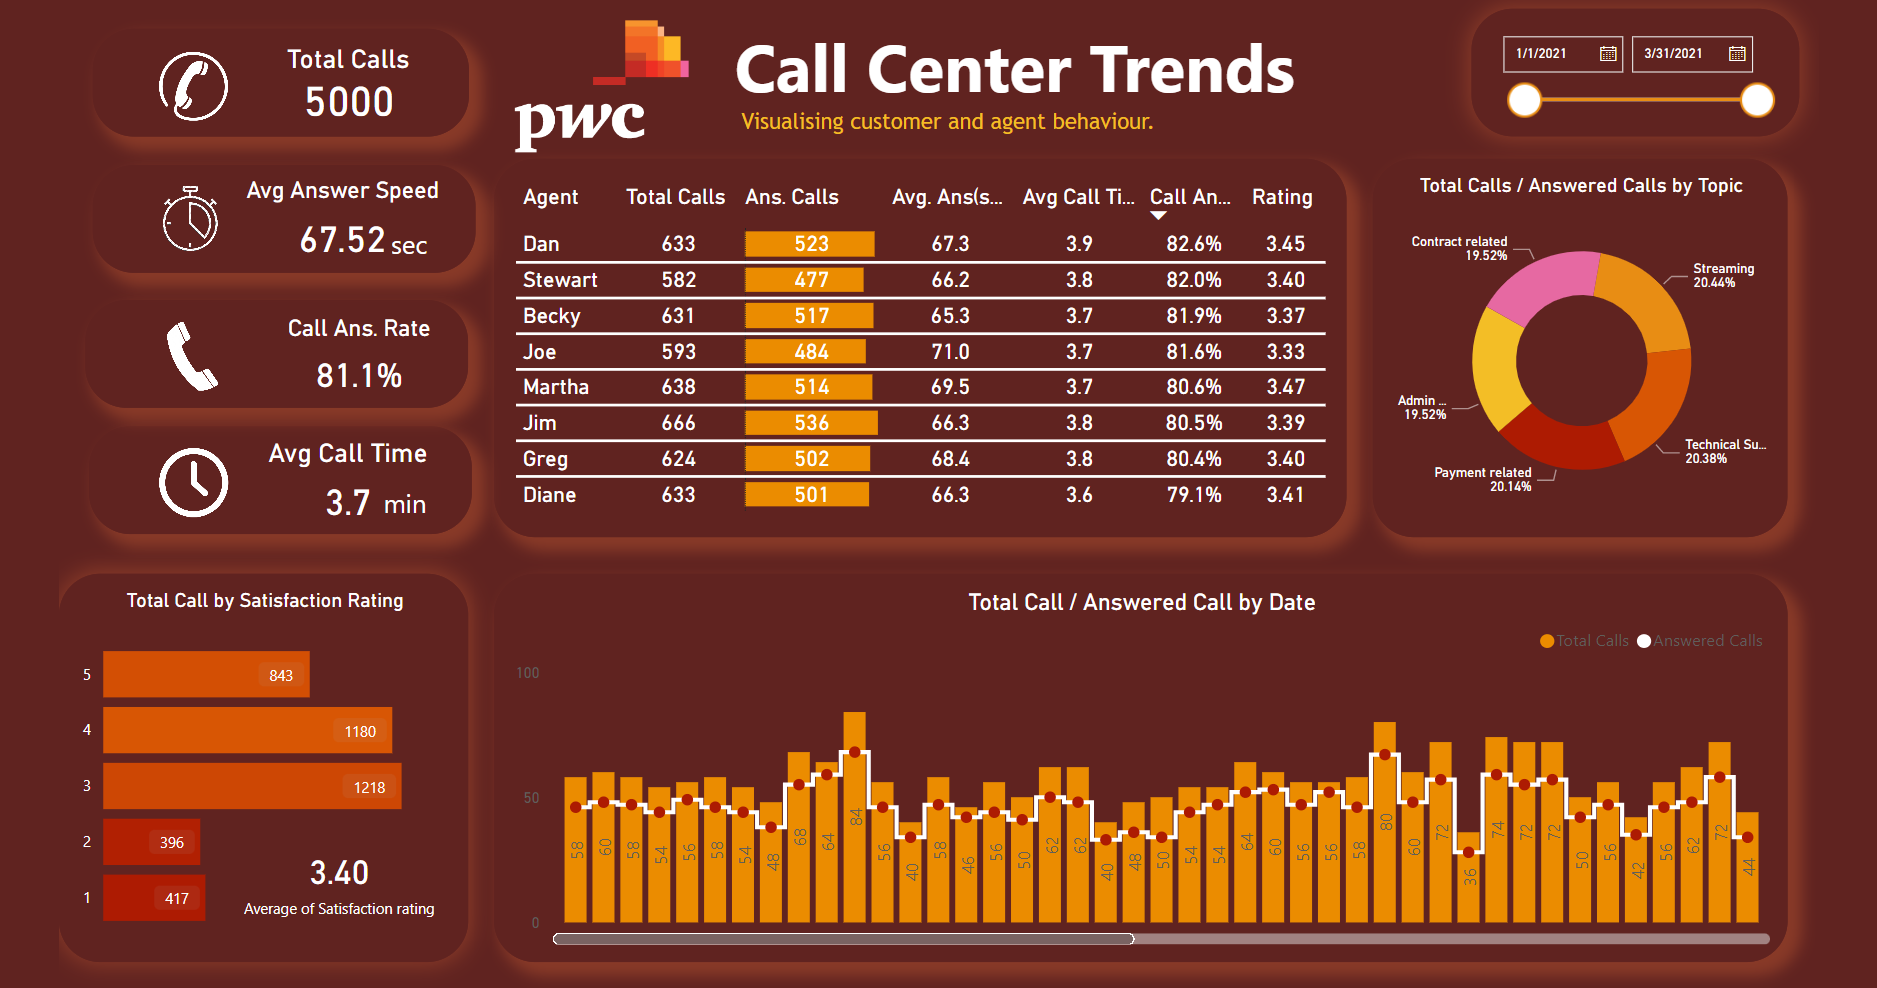 Total Calls
5000
Avg Answer Speed
67.52 sec
Call Ans. Rate
81.1%
Avg Call Time
3.7 min
pwc
Call Center Trends
Visualising customer and agent behaviour.
1/1/2021 3/31/2021
Agent Total Calls Ans. Calls Avg. Ans(s... Avg Call Ti... Call An... Rating
Dan 633 523 67.3 3.9 82.6% 3.45
Stewart 582 477 66.2 3.8 82.0% 3.40
Becky 631 517 65.3 3.7 81.9% 3.37
Joe 593 484 71.0 3.7 81.6% 3.33
Martha 638 514 69.5 3.7 80.6% 3.47
Jim 666 536 66.3 3.8 80.5% 3.39
Greg 624 502 68.4 3.8 80.4% 3.40
Diane 633 501 66.3 3.6 79.1% 3.41
Total Calls / Answered Calls by Topic
Contract related
19.52%
Streaming
20.44%
Admin ...
19.52%
Technical Su...
20.38%
Payment related
20.14%
Total Call by Satisfaction Rating
5 843
4 1180
3 1218
2 396
1 417
3.40
Average of Satisfaction rating
Total Call / Answered Call by Date
Total Calls Answered Calls
100
50
0
58 60 58 54 56 58 54 48 68 64 84 56 40 58 46 56 50 62 62 40 48 50 54 54 64 60 56 56 58 80 60 72 36 74 72 72 50 56 42 56 62 72 44